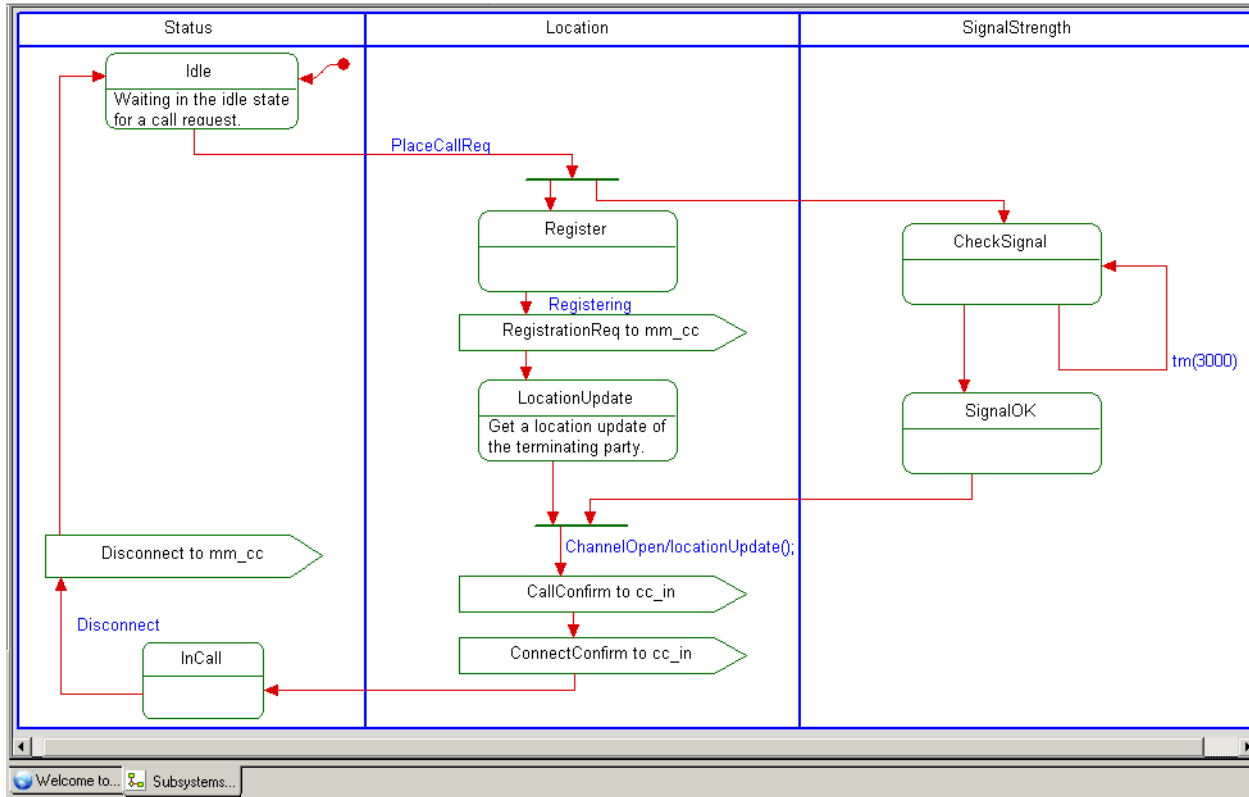 Status
Location
SignalStrength
Idle
Waiting in the idle state
for a call request.
PlaceCallReq
Register
CheckSignal
Registering
RegistrationReq to mm_cc
tm(3000)
LocationUpdate
Get a location update of
the terminating party.
SignalOK
Disconnect to mm_cc
ChannelOpen/locationUpdate();
CallConfirm to cc_in
Disconnect
InCall
ConnectConfirm to cc_in
Welcome to...
Subsystems...